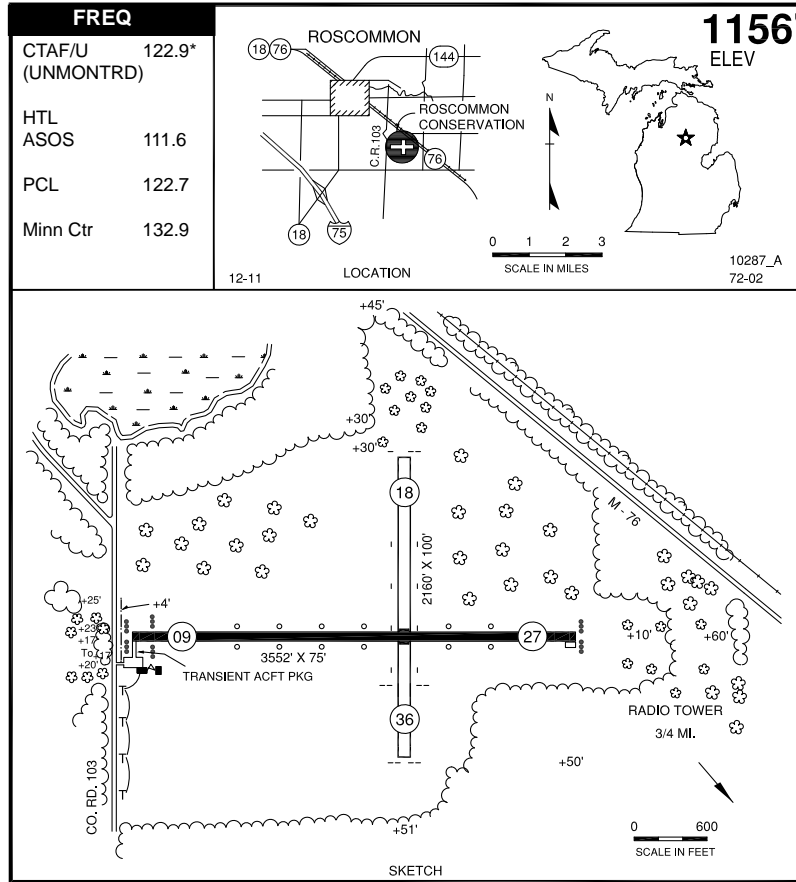 FREQ
CTAF/U 122.9*
(UNMONTRD)
HTL
ASOS 111.6
PCL 122.7
Minn Ctr 132.9
ROSCOMMON
18 76
144
ROSCOMMON
CONSERVATION
C.R.103
76
18
75
12-11
LOCATION
N
0 1 2 3
SCALE IN MILES
1156'
ELEV
10287_A
72-02
+45'
+30'
+30'
18
M - 76
2160' X 100'
+25'
+4'
+23'
+17'
To +17'
+20'
09
27
3552' X 75'
TRANSIENT ACFT PKG
+10'
+60'
36
RADIO TOWER
3/4 MI.
CO. RD. 103
+50'
+51'
0 600
SCALE IN FEET
SKETCH